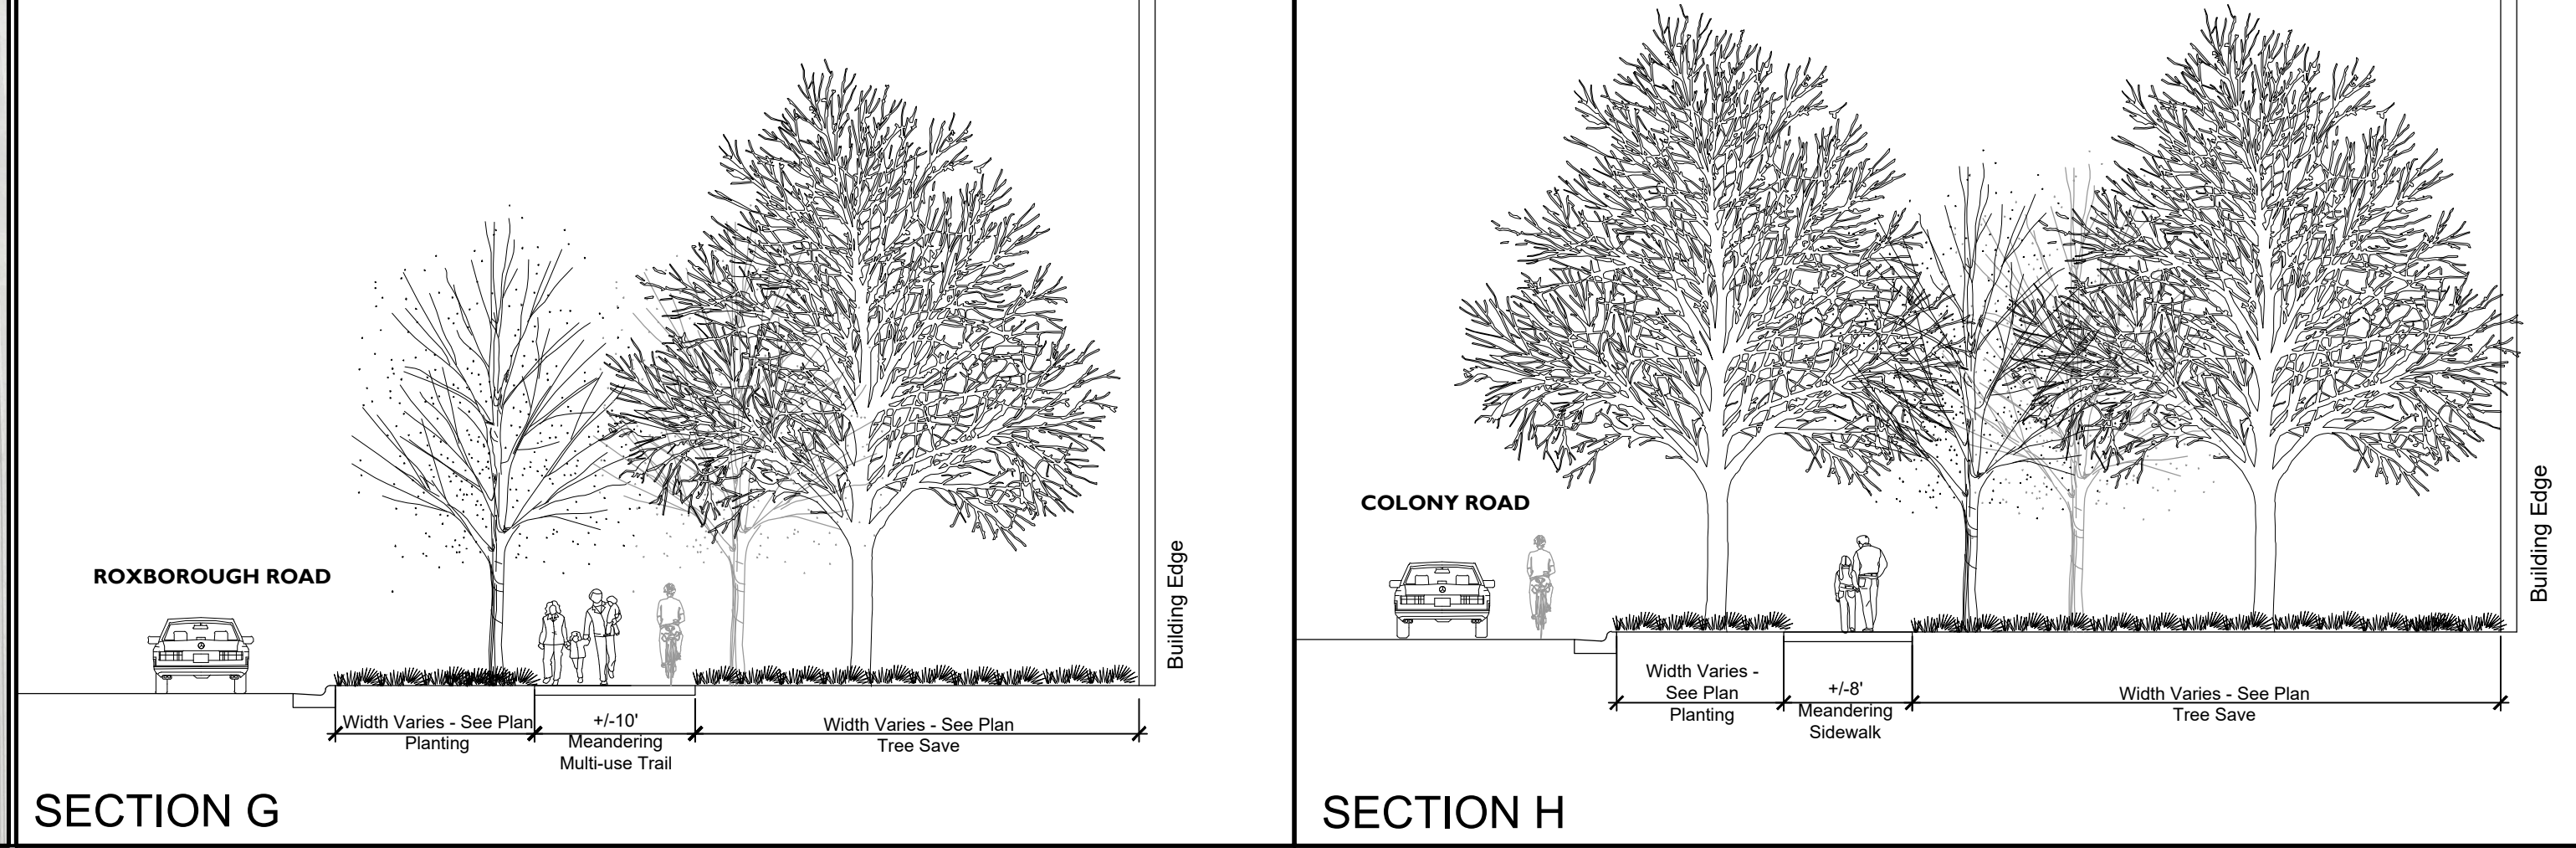 ROXBOROUGH ROAD
Building Edge
Width Varies - See Plan
Planting
+/-10'
Meandering
Multi-use Trail
Width Varies - See Plan
Tree Save
SECTION G
COLONY ROAD
Building Edge
Width Varies -
See Plan
Planting
+/-8'
Meandering
Sidewalk
Width Varies - See Plan
Tree Save
SECTION H